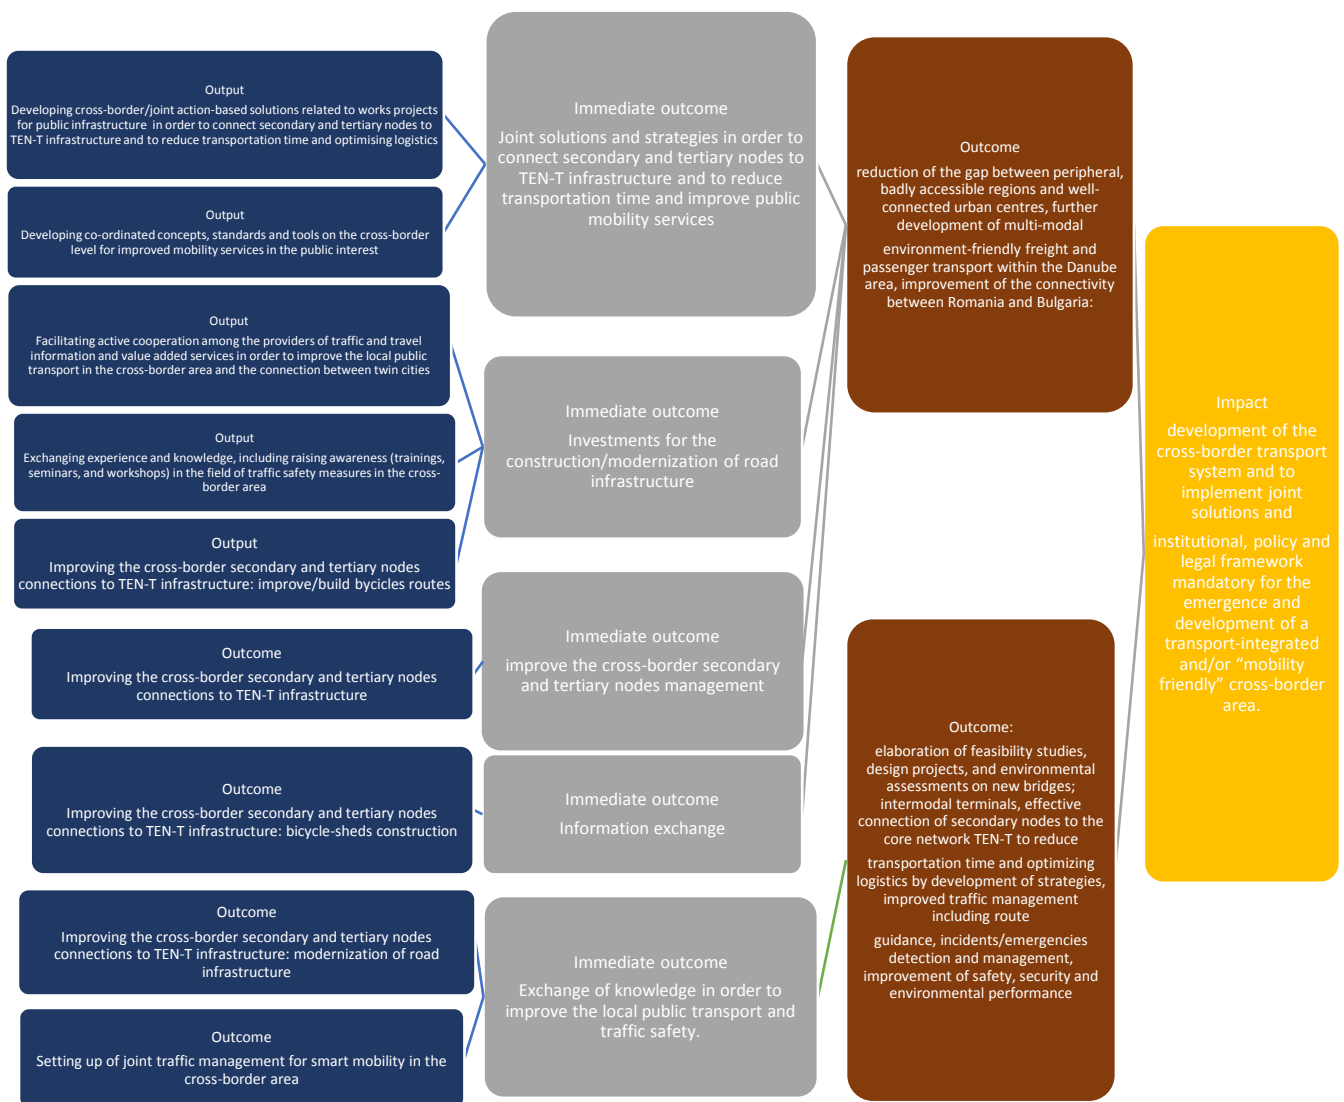 Output
Developing cross-border/joint action-based solutions related to works projects
for public infrastructure in order to connect secondary and tertiary nodes to
TEN-T infrastructure and to reduce transportation time and optimising logistics
Output
Developing co-ordinated concepts, standards and tools on the cross-border
level for improved mobility services in the public interest
Output
Facilitating active cooperation among the providers of traffic and travel
information and value added services in order to improve the local public
transport in the cross-border area and the connection between twin cities
Output
Exchanging experience and knowledge, including raising awareness (trainings,
seminars, and workshops) in the field of traffic safety measures in the cross-
border area
Output
Improving the cross-border secondary and tertiary nodes
connections to TEN-T infrastructure: improve/build bycicles routes
Outcome
Improving the cross-border secondary and tertiary nodes
connections to TEN-T infrastructure
Outcome
Improving the cross-border secondary and tertiary nodes
connections to TEN-T infrastructure: bicycle-sheds construction
Outcome
Improving the cross-border secondary and tertiary nodes
connections to TEN-T infrastructure: modernization of road
infrastructure
Outcome
Setting up of joint traffic management for smart mobility in the
cross-border area
Immediate outcome
Joint solutions and strategies in order to
connect secondary and tertiary nodes to
TEN-T infrastructure and to reduce
transportation time and improve public
mobility services
Immediate outcome
Investments for the
construction/modernization of road
infrastructure
Immediate outcome
improve the cross-border secondary
and tertiary nodes management
Immediate outcome
Information exchange
Immediate outcome
Exchange of knowledge in order to
improve the local public transport and
traffic safety.
Outcome
reduction of the gap between peripheral,
badly accessible regions and well-
connected urban centres, further
development of multi-modal
environment-friendly freight and
passenger transport within the Danube
area, improvement of the connectivity
between Romania and Bulgaria:
Outcome:
elaboration of feasibility studies,
design projects, and environmental
assessments on new bridges;
intermodal terminals, effective
connection of secondary nodes to the
core network TEN-T to reduce
transportation time and optimizing
logistics by development of strategies,
improved traffic management
including route
guidance, incidents/emergencies
detection and management,
improvement of safety, security and
environmental performance
Impact
development of the
cross-border transport
system and to
implement joint
solutions and
institutional, policy and
legal framework
mandatory for the
emergence and
development of a
transport-integrated
and/or “mobility
friendly” cross-border
area.